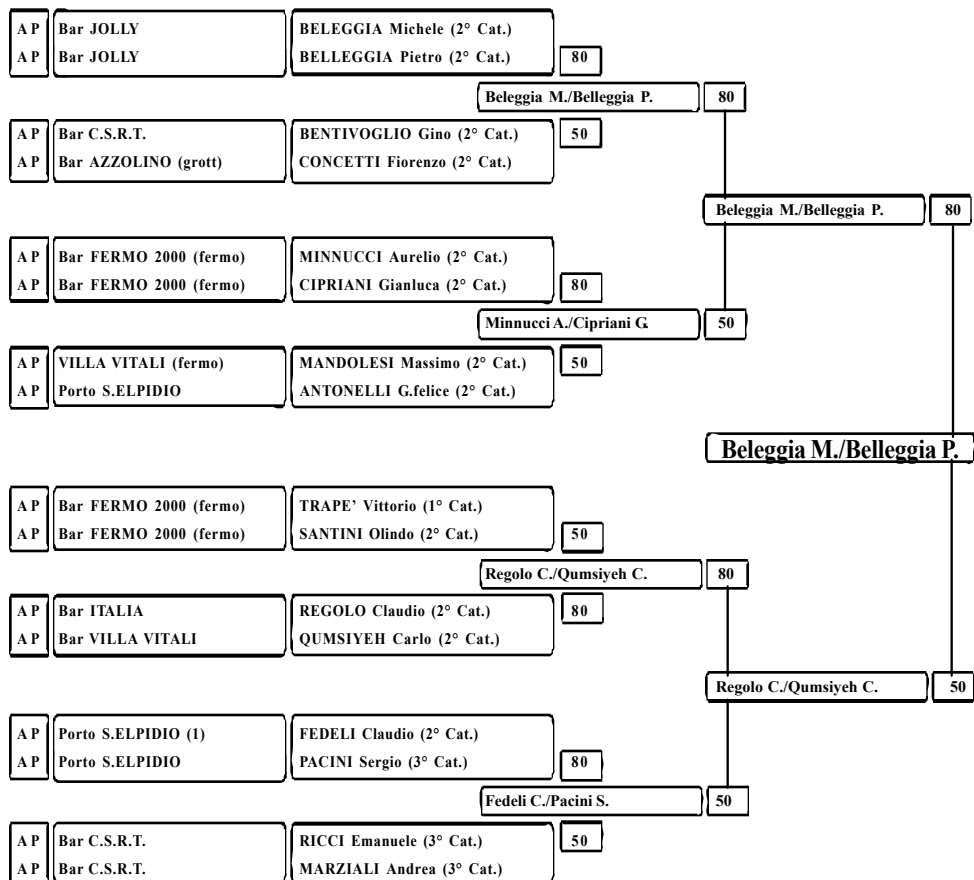 A P Bar JOLLY BELEGGIA Michele (2° Cat.)
A P Bar JOLLY BELLEGGIA Pietro (2° Cat.) 80
Beleggia M./Belleggia P. 80
A P Bar C.S.R.T. BENTIVOGLIO Gino (2° Cat.) 50
A P Bar AZZOLINO (grott) CONCETTI Fiorenzo (2° Cat.)
Beleggia M./Belleggia P. 80
A P Bar FERMO 2000 (fermo) MINNUCCI Aurelio (2° Cat.)
A P Bar FERMO 2000 (fermo) CIPRIANI Gianluca (2° Cat.) 80
Minnucci A./Cipriani G. 50
A P VILLA VITALI (fermo) MANDOLESI Massimo (2° Cat.) 50
A P Porto S.ELPIDIO ANTONELLI G.felice (2° Cat.)
Beleggia M./Belleggia P.
A P Bar FERMO 2000 (fermo) TRAPE’ Vittorio (1° Cat.)
A P Bar FERMO 2000 (fermo) SANTINI Olindo (2° Cat.) 50
Regolo C./Qumsiyeh C. 80
A P Bar ITALIA REGOLO Claudio (2° Cat.) 80
A P Bar VILLA VITALI QUMSIYEH Carlo (2° Cat.)
Regolo C./Qumsiyeh C. 50
A P Porto S.ELPIDIO (1) FEDELI Claudio (2° Cat.)
A P Porto S.ELPIDIO PACINI Sergio (3° Cat.) 80
Fedeli C./Pacini S. 50
A P Bar C.S.R.T. RICCI Emanuele (3° Cat.) 50
A P Bar C.S.R.T. MARZIALI Andrea (3° Cat.)